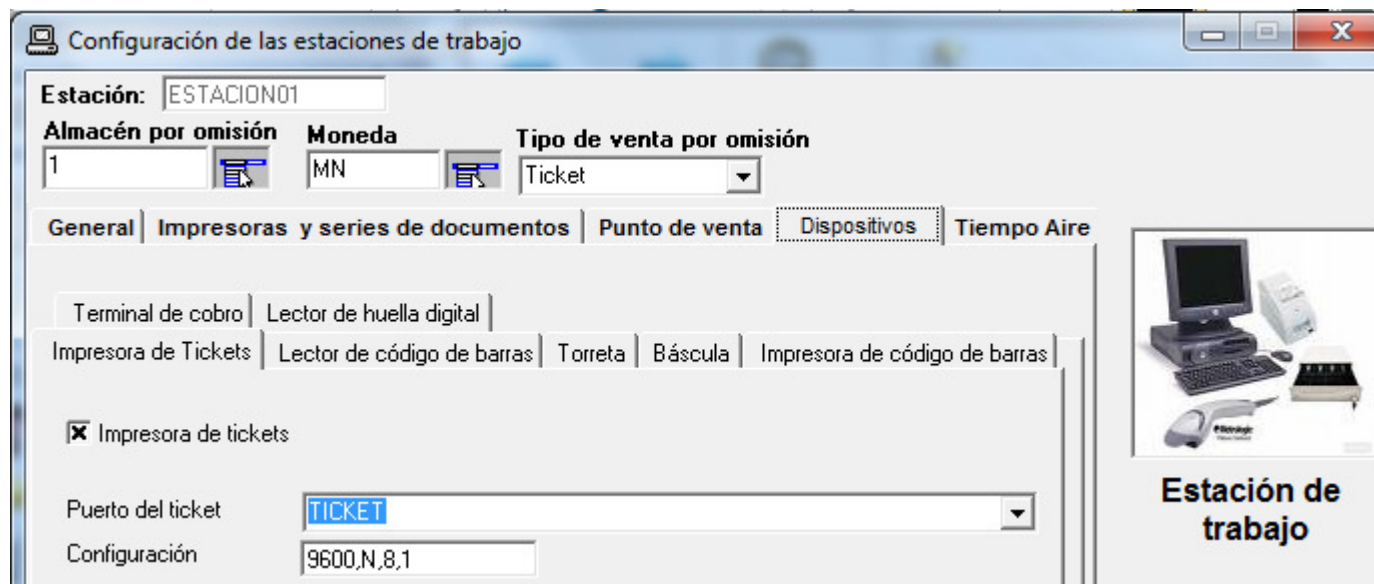 Configuración de las estaciones de trabajo
Estación: ESTACION01
Almacén por omisión Moneda Tipo de venta por omisión
1 MN Ticket
General Impresoras y series de documentos Punto de venta Dispositivos Tiempo Aire
Terminal de cobro Lector de huella digital
Impresora de Tickets Lector de código de barras Torreta Báscula Impresora de código de barras
Impresora de tickets
Puerto del ticket TICKET
Configuración 9600,N,8,1
Estación de
trabajo